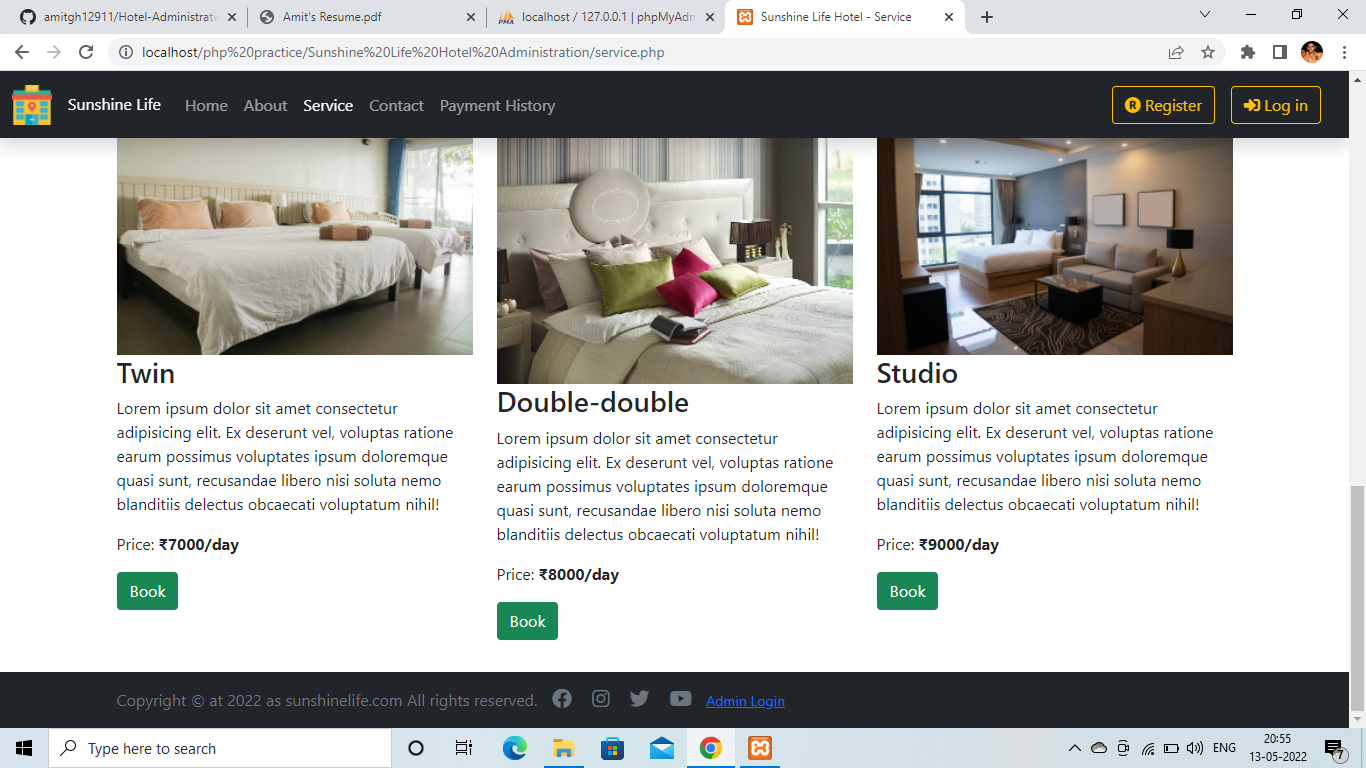 amitgh12911/Hotel-Administratio
Amit's Resume.pdf
PMA
localhost / 127.0.0.1 | phpMyAdm
Sunshine Life Hotel - Service
localhost/php%20practice/Sunshine%20Life%20Hotel%20Administration/service.php
Sunshine Life
Home
About
Service
Contact
Payment History
R Register
Log in
Twin
Lorem ipsum dolor sit amet consectetur
adipisicing elit. Ex deserunt vel, voluptas ratione
earum possimus voluptates ipsum doloremque
quasi sunt, recusandae libero nisi soluta nemo
blanditiis delectus obcaecati voluptatum nihil!
Price: ₹7000/day
Book
Double-double
Lorem ipsum dolor sit amet consectetur
adipisicing elit. Ex deserunt vel, voluptas ratione
earum possimus voluptates ipsum doloremque
quasi sunt, recusandae libero nisi soluta nemo
blanditiis delectus obcaecati voluptatum nihil!
Price: ₹8000/day
Book
Studio
Lorem ipsum dolor sit amet consectetur
adipisicing elit. Ex deserunt vel, voluptas ratione
earum possimus voluptates ipsum doloremque
quasi sunt, recusandae libero nisi soluta nemo
blanditiis delectus obcaecati voluptatum nihil!
Price: ₹9000/day
Book
Copyright © at 2022 as sunshinelife.com All rights reserved.
Admin Login
Type here to search
ENG
20:55
13-05-2022
7